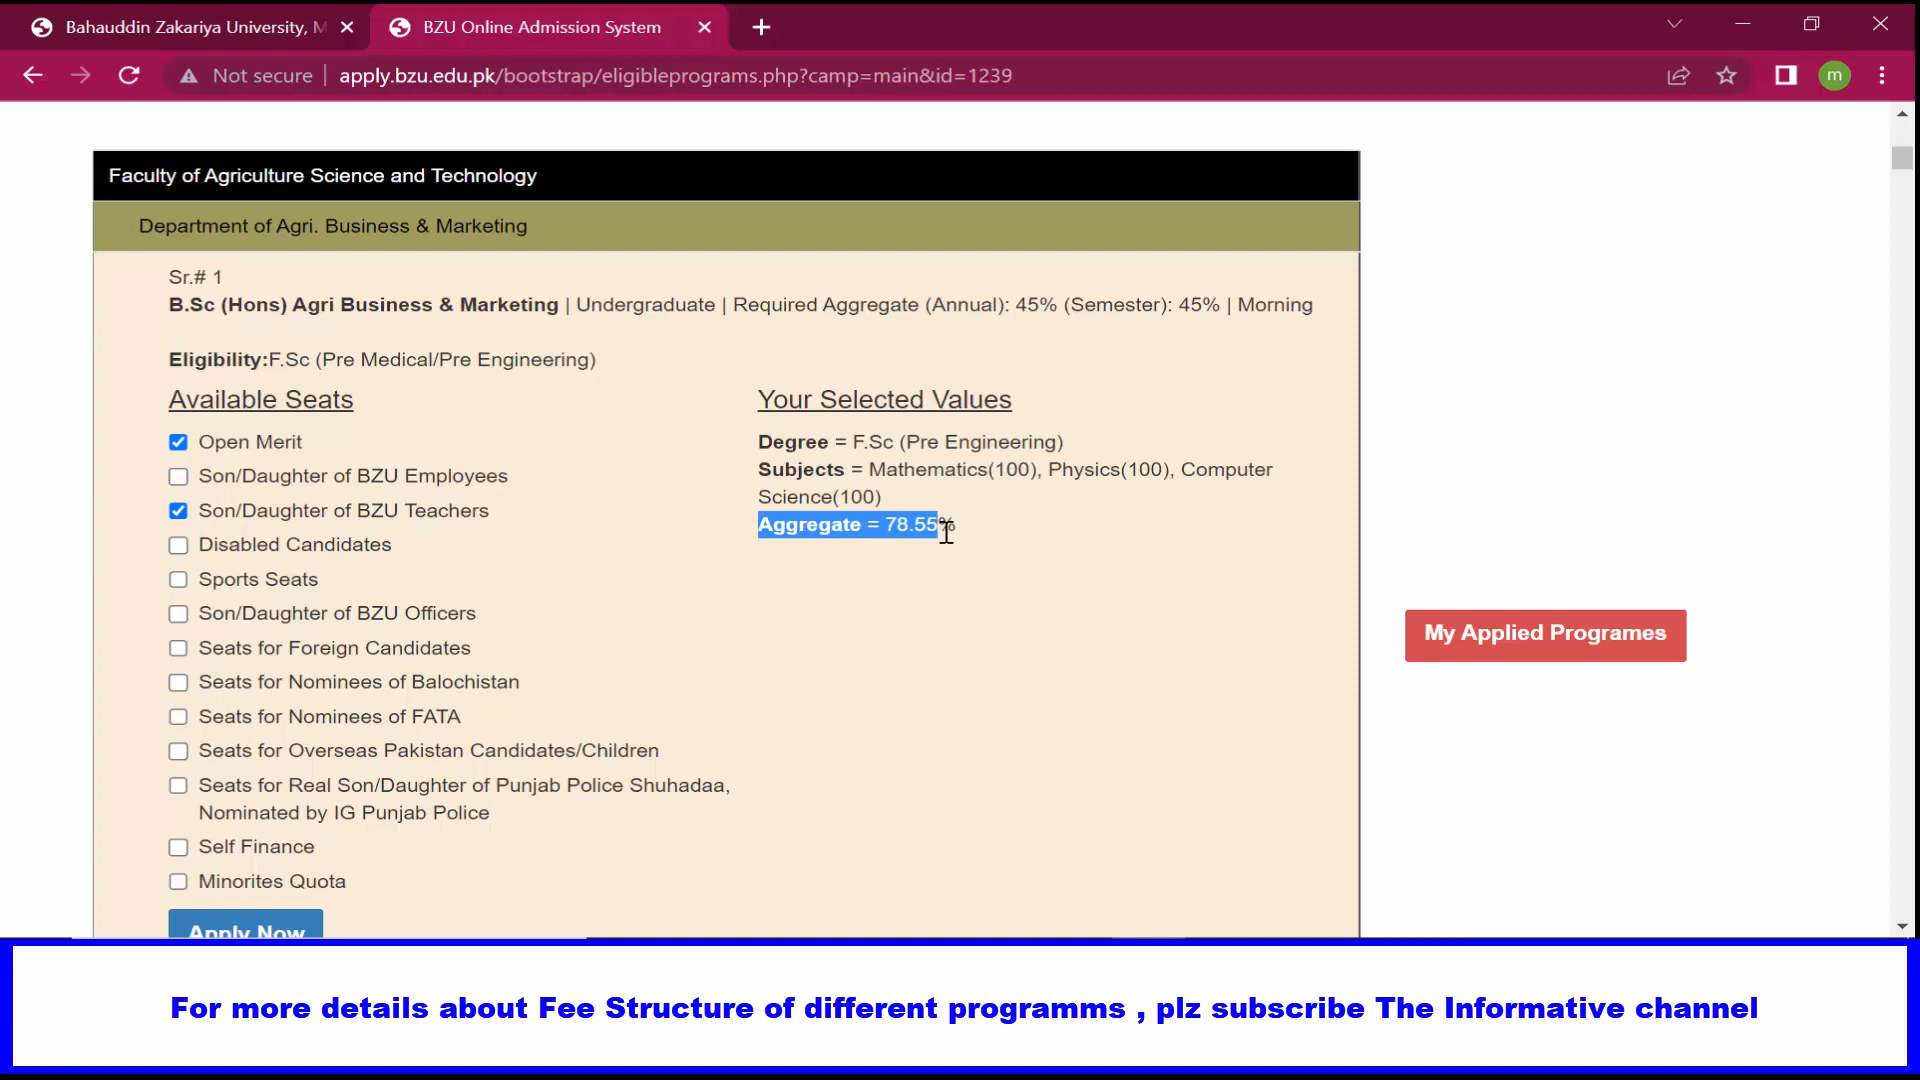 Bahauddin Zakariya University, M
BZU Online Admission System
Not secure
apply.bzu.edu.pk/bootstrap/eligibleprograms.php?camp=main&id=1239
m
Faculty of Agriculture Science and Technology
Department of Agri. Business & Marketing
Sr.# 1
B.Sc (Hons) Agri Business & Marketing | Undergraduate | Required Aggregate (Annual): 45% (Semester): 45% | Morning
Eligibility:F.Sc (Pre Medical/Pre Engineering)
Available Seats
Open Merit
Son/Daughter of BZU Employees
Son/Daughter of BZU Teachers
Disabled Candidates
Sports Seats
Son/Daughter of BZU Officers
Seats for Foreign Candidates
Seats for Nominees of Balochistan
Seats for Nominees of FATA
Seats for Overseas Pakistan Candidates/Children
Seats for Real Son/Daughter of Punjab Police Shuhadaa,
Nominated by IG Punjab Police
Self Finance
Minorites Quota
Apply Now
Your Selected Values
Degree = F.Sc (Pre Engineering)
Subjects = Mathematics(100), Physics(100), Computer
Science(100)
Aggregate = 78.55%
My Applied Programes
For more details about Fee Structure of different programms , plz subscribe The Informative channel